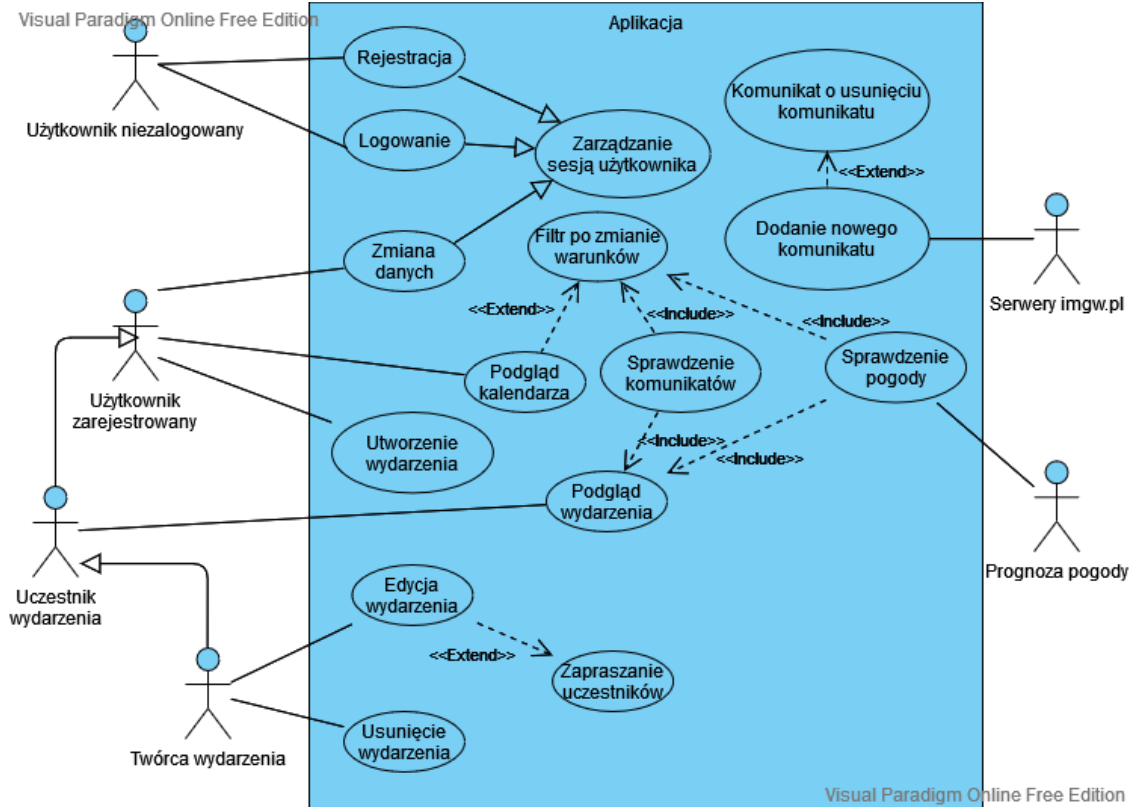 Visual Paradigm Online Free Edition
Aplikacja
Użytkownik niezalogowany
Rejestracja
Logowanie
Zarządzanie
sesją użytkownika
Komunikat o usunięciu
komunikatu
<<Extend>>
Dodanie nowego
komunikatu
Serwery imgw.pl
Zmiana
danych
Filtr po zmianie
warunków
<<Extend>>
<<Include>>
<<Include>>
Użytkownik
zarejestrowany
Podgląd
kalendarza
Sprawdzenie
komunikatów
Sprawdzenie
pogody
Utworzenie
wydarzenia
<<Include>>
<<Include>>
Podgląd
wydarzenia
Prognoza pogody
Uczestnik
wydarzenia
Edycja
wydarzenia
<<Extend>>
Zapraszanie
uczestników
Twórca wydarzenia
Usunięcie
wydarzenia
Visual Paradigm Online Free Edition